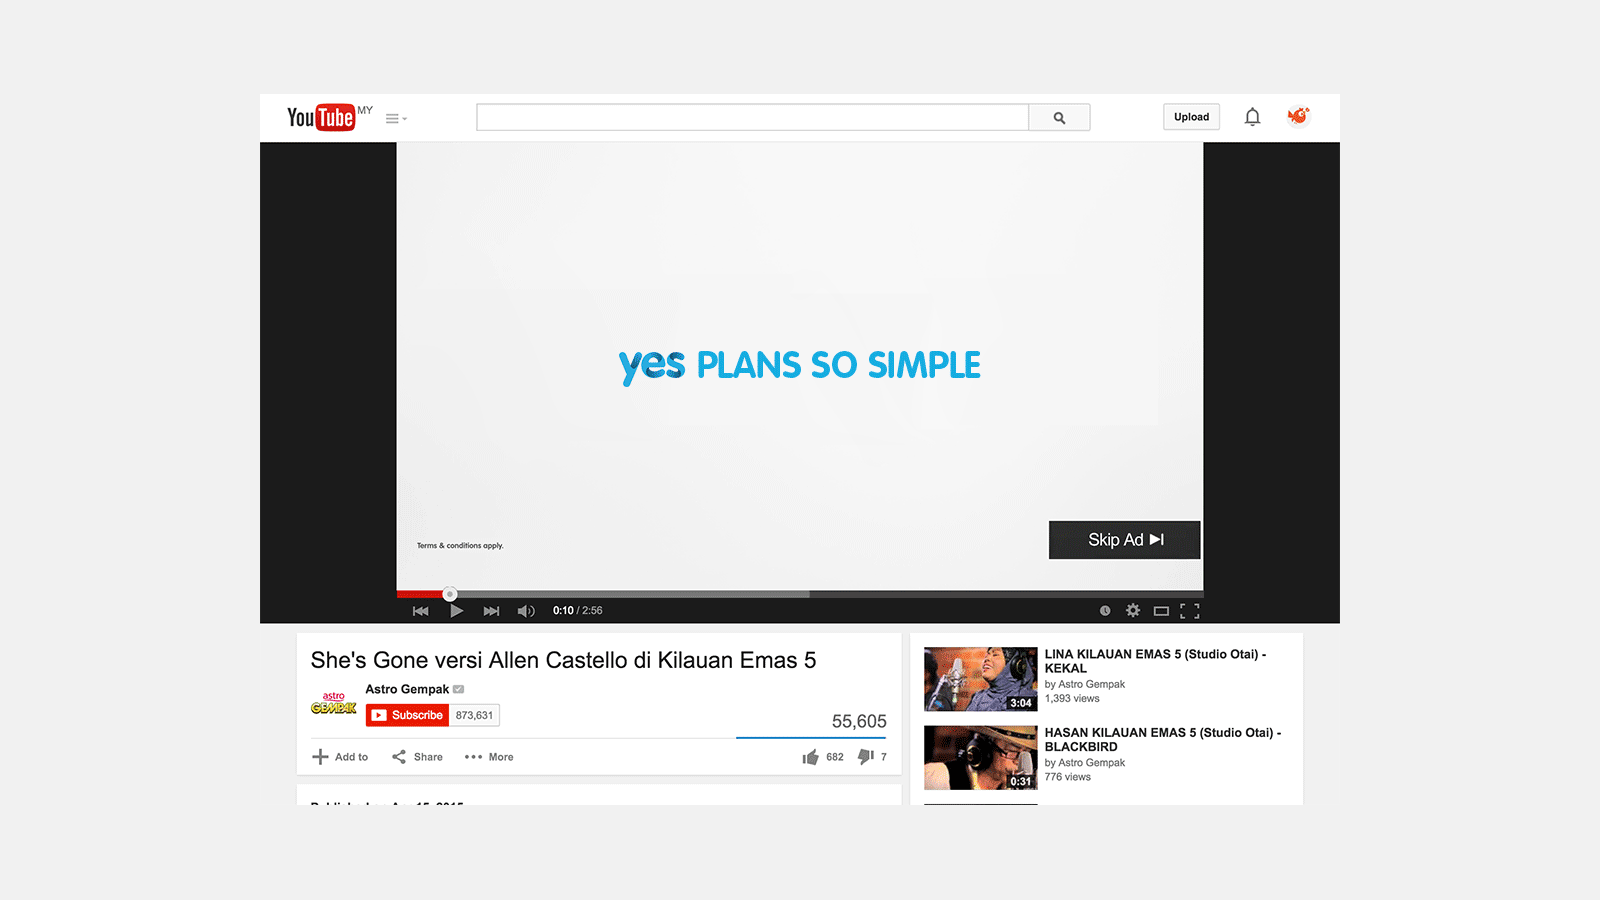 YouTube MY
Upload
yes PLANS SO SIMPLE
Terms & conditions apply.
Skip Ad
0:10 / 2:56
She's Gone versi Allen Castello di Kilauan Emas 5
astro
GEMPAK
Astro Gempak
Subscribe 873,631
55,605
Add to Share More 682 7
3:04
LINA KILAUAN EMAS 5 (Studio Otai) -
KEKAL
by Astro Gempak
1,393 views
0:31
HASAN KILAUAN EMAS 5 (Studio Otai) -
BLACKBIRD
by Astro Gempak
776 views